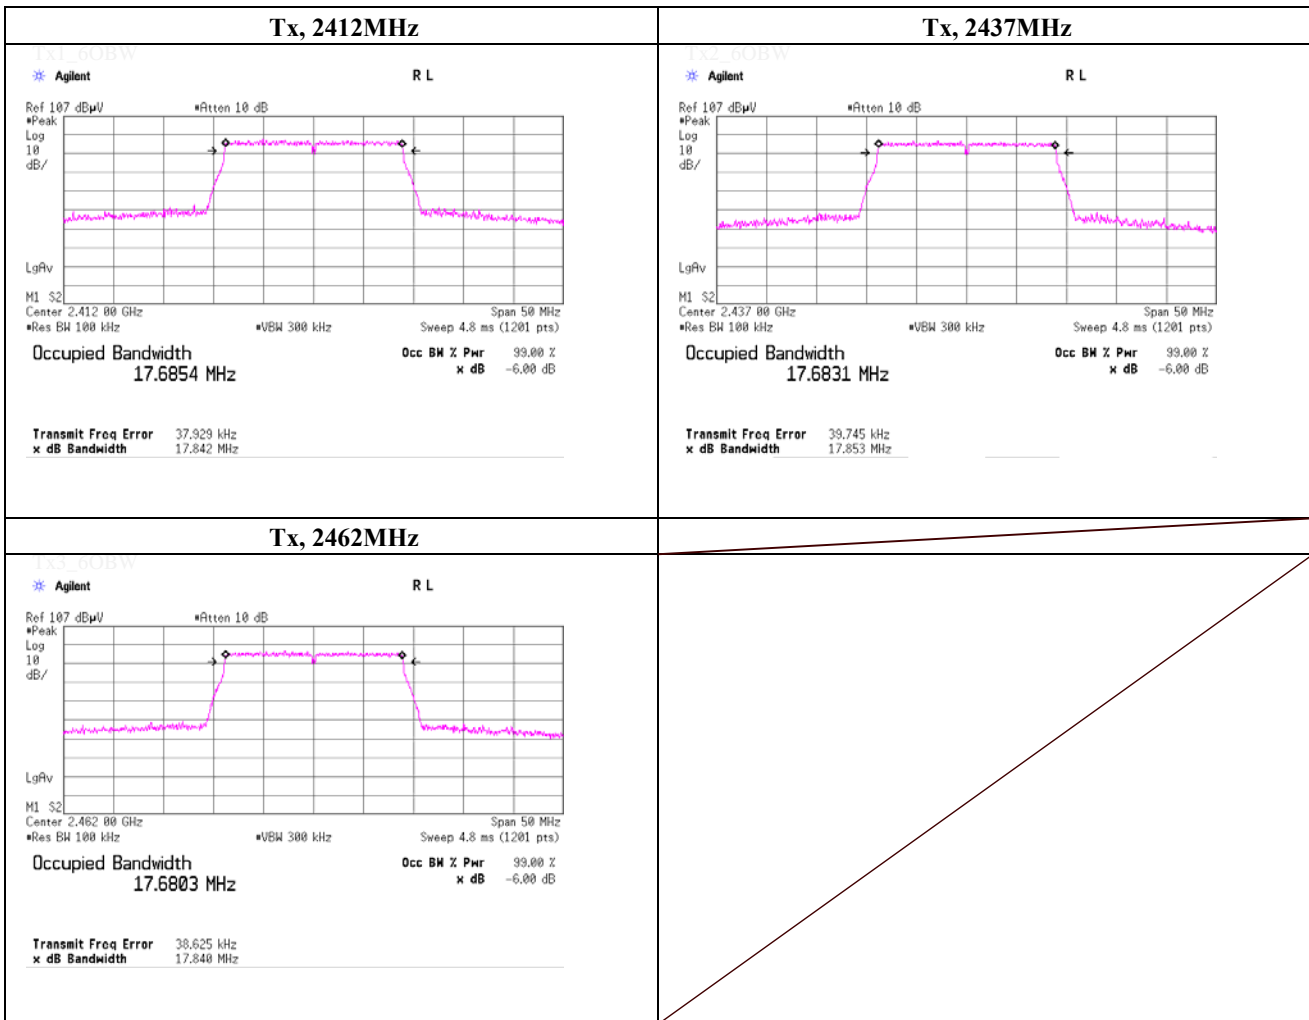 Tx, 2412MHz
Tx1_6OBW
Agilent
R L
Ref 107 dBµV
#Atten 10 dB
#Peak
Log
10
dB/
LgAv
M1 S2
Center 2.412 00 GHz
Span 50 MHz
#Res BW 100 kHz
#VBW 300 kHz
Sweep 4.8 ms (1201 pts)
Occupied Bandwidth
17.6854 MHz
Occ BW % Pwr 99.00 %
x dB -6.00 dB
Transmit Freq Error 37.929 kHz
x dB Bandwidth 17.842 MHz
Tx, 2437MHz
Tx2_6OBW
Agilent
R L
Ref 107 dBµV
#Atten 10 dB
#Peak
Log
10
dB/
LgAv
M1 S2
Center 2.437 00 GHz
Span 50 MHz
#Res BW 100 kHz
#VBW 300 kHz
Sweep 4.8 ms (1201 pts)
Occupied Bandwidth
17.6831 MHz
Occ BW % Pwr 99.00 %
x dB -6.00 dB
Transmit Freq Error 39.745 kHz
x dB Bandwidth 17.853 MHz
Tx, 2462MHz
Tx3_6OBW
Agilent
R L
Ref 107 dBµV
#Atten 10 dB
#Peak
Log
10
dB/
LgAv
M1 S2
Center 2.462 00 GHz
Span 50 MHz
#Res BW 100 kHz
#VBW 300 kHz
Sweep 4.8 ms (1201 pts)
Occupied Bandwidth
17.6803 MHz
Occ BW % Pwr 99.00 %
x dB -6.00 dB
Transmit Freq Error 38.625 kHz
x dB Bandwidth 17.840 MHz